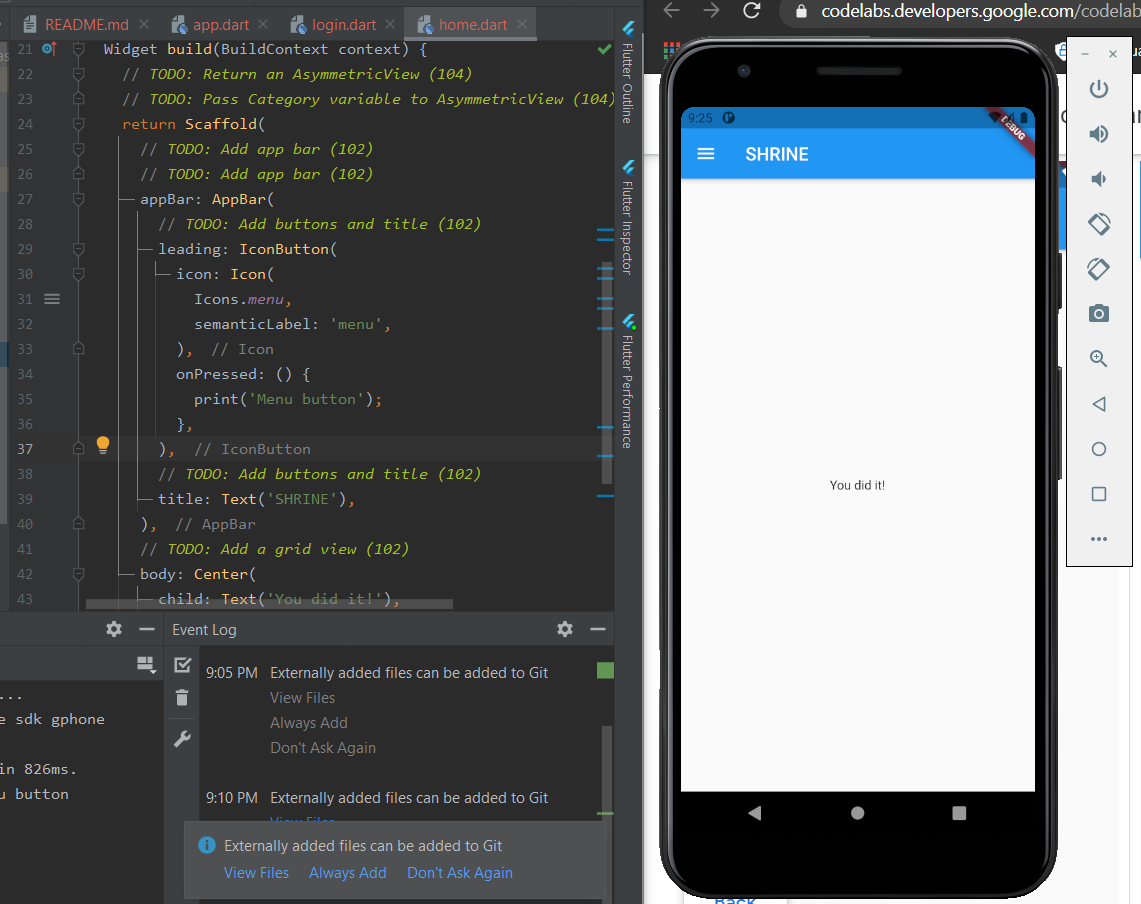 README.md
app.dart
login.dart
home.dart
21 Widget build(BuildContext context) {
22 // TODO: Return an AsymmetricView (104)
23 // TODO: Pass Category variable to AsymmetricView (104)
24 return Scaffold(
25 // TODO: Add app bar (102)
26 // TODO: Add app bar (102)
27 appBar: AppBar(
28 // TODO: Add buttons and title (102)
29 leading: IconButton(
30 icon: Icon(
31 Icons.menu,
32 semanticLabel: 'menu',
33 ), // Icon
34 onPressed: () {
35 print('Menu button');
36 },
37 ), // IconButton
38 // TODO: Add buttons and title (102)
39 title: Text('SHRINE'),
40 ), // AppBar
41 // TODO: Add a grid view (102)
42 body: Center(
43 child: Text('You did it!'),
Flutter Outline
Flutter Inspector
Flutter Performance
...
e sdk gphone
in 826ms.
u button
Event Log
9:05 PM Externally added files can be added to Git
View Files
Always Add
Don't Ask Again
9:10 PM Externally added files can be added to Git
View Files
Externally added files can be added to Git
View Files Always Add Don't Ask Again
codelabs.developers.google.com/codelab
9:25
DEBUG
SHRINE
You did it!
Back